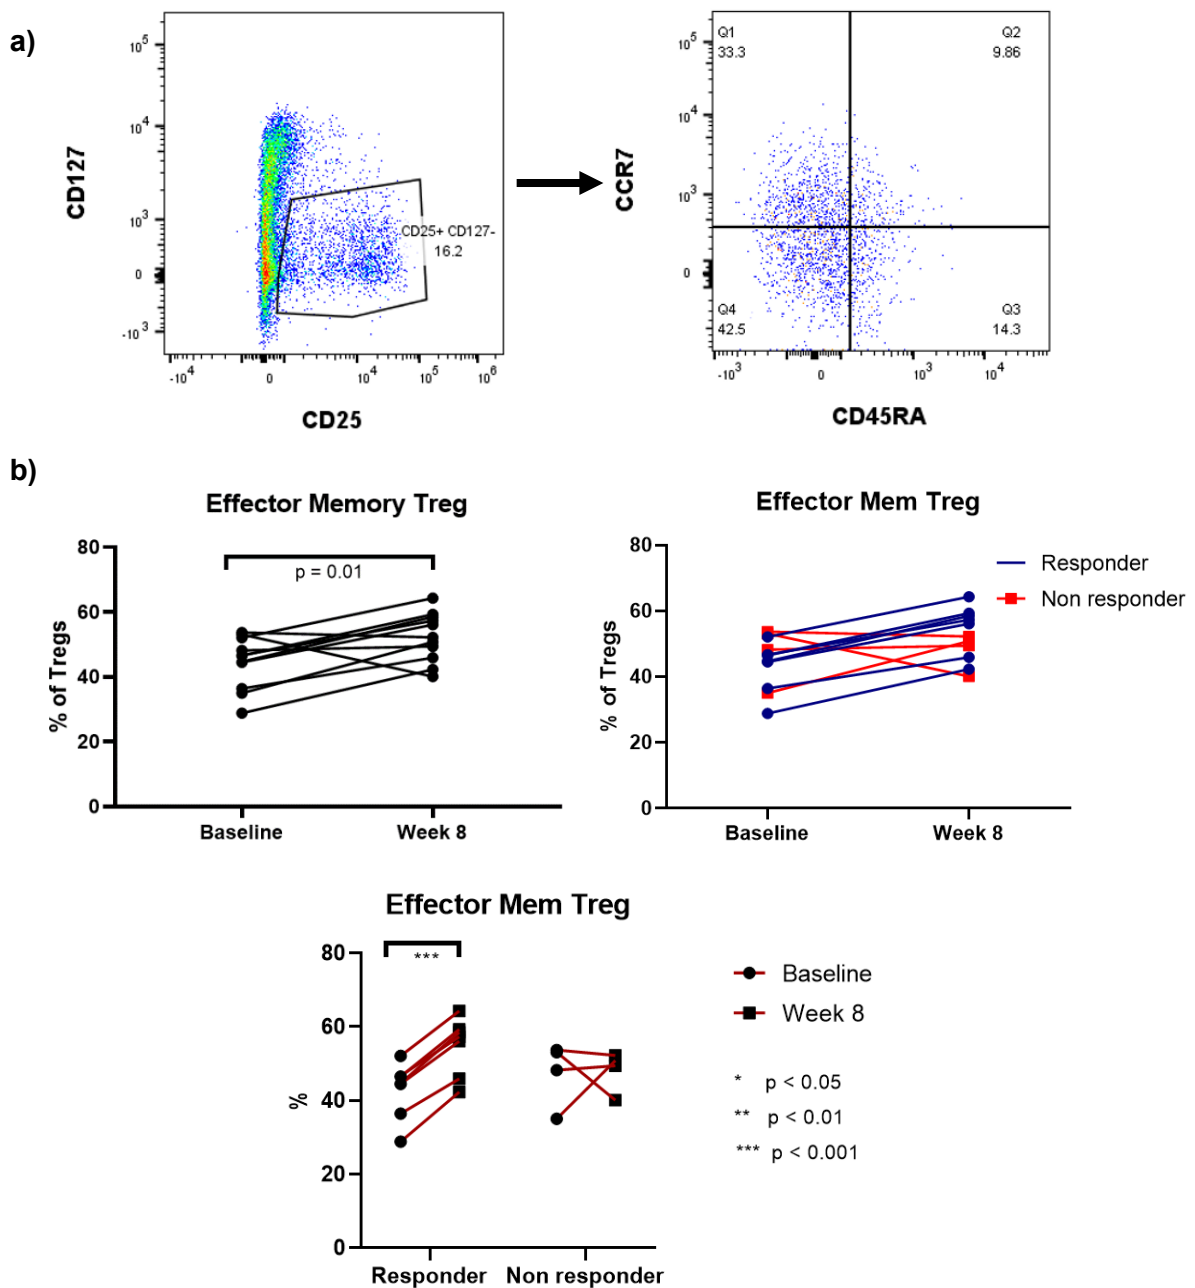 a)
CD127
10^5
10^4
10^3
0
-10^3
CD25+ CD127-
16.2
-10^4
0
10^4
10^5
10^6
CD25
CCR7
10^5
10^4
10^3
0
Q1
33.3
Q2
9.86
Q4
42.5
Q3
14.3
-10^3
0
10^3
10^4
CD45RA
b)
Effector Memory Treg
% of Tregs
80
60
40
20
0
p = 0.01
Baseline
Week 8
Effector Mem Treg
% of Tregs
80
60
40
20
0
Baseline
Week 8
Responder
Non responder
Effector Mem Treg
%
80
60
40
20
0
***
Responder
Non responder
Baseline
Week 8
* p < 0.05
** p < 0.01
*** p < 0.001